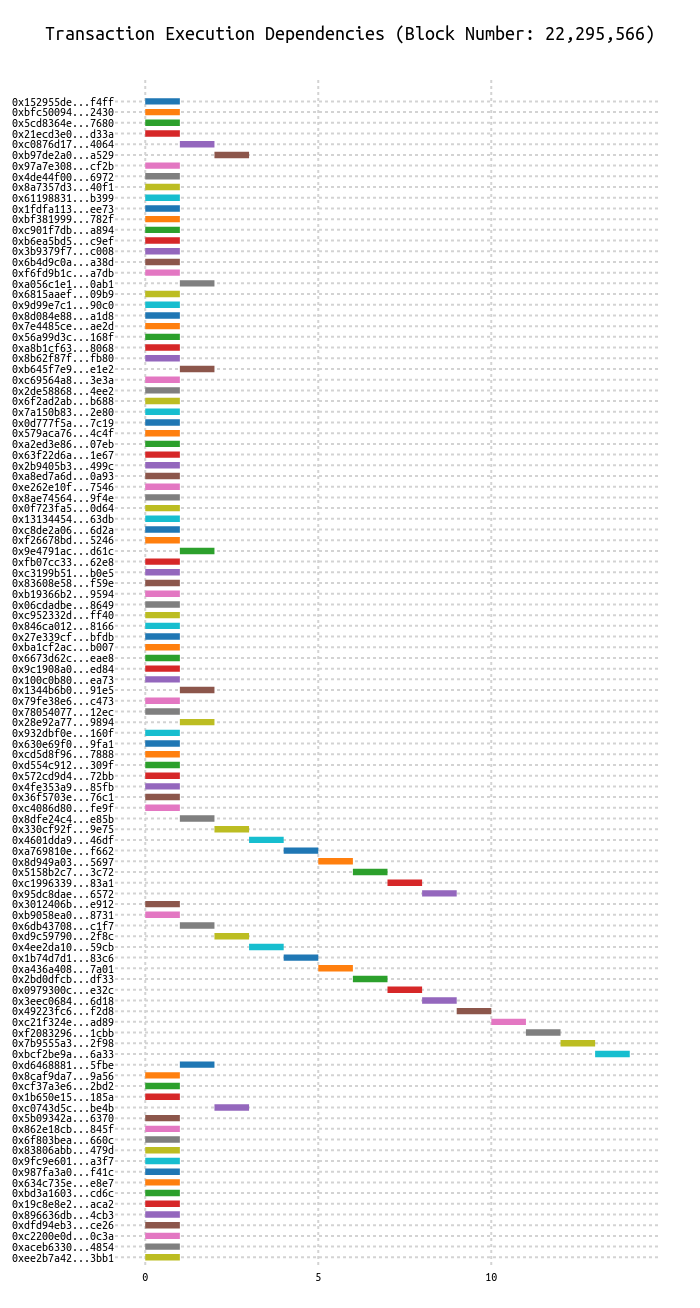 Transaction Execution Dependencies (Block Number: 22,295,566)
0x152955de...f4ff
0xbfc50094...2430
0x5cd8364e...7680
0x21ecd3e0...d33a
0xc0876d17...4064
0xb97de2a0...a529
0x97a7e308...cf2b
0x4de44f00...6972
0x8a7357d3...40f1
0x61198831...b399
0x1fdfa113...ee73
0xbf381999...782f
0xc901f7db...a894
0xb6ea5bd5...c9ef
0x3b9379f7...c008
0x6b4d9c0a...a38d
0xf6fd9b1c...a7db
0xa056c1e1...0ab1
0x6815aaef...09b9
0x9d99e7c1...90c0
0x8d084e88...a1d8
0x7e4485ce...ae2d
0x56a99d3c...168f
0xa8b1cf63...8068
0x8b62f87f...fb80
0xb645f7e9...e1e2
0xc69564a8...3e3a
0x2de58868...4ee2
0x6f2ad2ab...b688
0x7a150b83...2e80
0x0d777f5a...7c19
0x579aca76...4c4f
0xa2ed3e86...07eb
0x63f22d6a...1e67
0x2b9405b3...499c
0xa8ed7a6d...0a93
0xe262e10f...7546
0x8ae74564...9f4e
0x0f723fa5...0d64
0x13134454...63db
0xc8de2a06...6d2a
0xf26678bd...5246
0x9e4791ac...d61c
0xfb07cc33...62e8
0xc3199b51...b0e5
0x83608e58...f59e
0xb19366b2...9594
0x06cdadbe...8649
0xc952332d...ff40
0x846ca012...8166
0x27e339cf...bfdb
0xba1cf2ac...b007
0x6673d62c...eae8
0x9c1908a0...ed84
0x100c0b80...ea73
0x1344b6b0...91e5
0x79fe38e6...c473
0x78054077...12ec
0x28e92a77...9894
0x932dbf0e...160f
0x630e69f0...9fa1
0xcd5d8f96...7888
0xd554c912...309f
0x572cd9d4...72bb
0x4fe353a9...85fb
0x36f5703e...76c1
0xc4086d80...fe9f
0x8dfe24c4...e85b
0x330cf92f...9e75
0x4601dda9...46df
0xa769810e...f662
0x8d949a03...5697
0x5158b2c7...3c72
0xc1996339...83a1
0x95dc8dae...6572
0x3012406b...e912
0xb9058ea0...8731
0x6db43708...c1f7
0xd9c59790...2f8c
0x4ee2da10...59cb
0x1b74d7d1...83c6
0xa436a408...7a01
0x2bd0dfcb...df33
0x0979300c...e32c
0x3eec0684...6d18
0x49223fc6...f2d8
0xc21f324e...ad89
0xf2083296...1cbb
0x7b9555a3...2f98
0xbcf2be9a...6a33
0xd6468881...5fbe
0x8caf9da7...9a56
0xcf37a3e6...2bd2
0x1b650e15...185a
0xc0743d5c...be4b
0x5b09342a...6370
0x862e18cb...845f
0x6f803bea...660c
0x83806abb...479d
0x9fc9e601...a3f7
0x987fa3a0...f41c
0x634c735e...e8e7
0xbd3a1603...cd6c
0x19c8e8e2...aca2
0x896636db...4cb3
0xdfd94eb3...ce26
0xc2200e0d...0c3a
0xaceb6330...4854
0xee2b7a42...3bb1
0 5 10